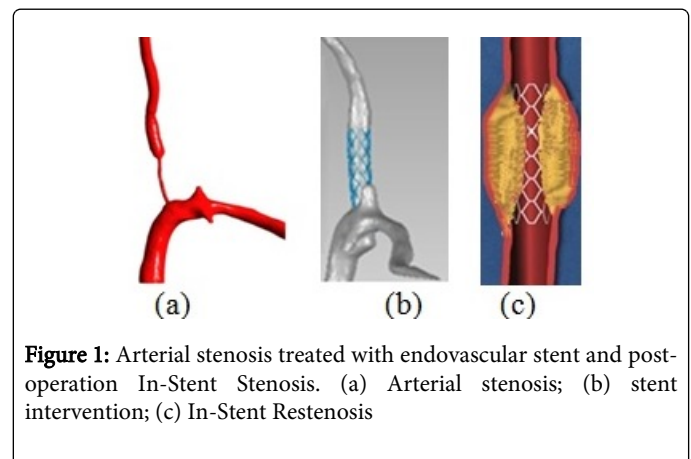 (a)
(b)
(c)
Figure 1: Arterial stenosis treated with endovascular stent and post-
operation In-Stent Stenosis. (a) Arterial stenosis; (b) stent
intervention; (c) In-Stent Restenosis